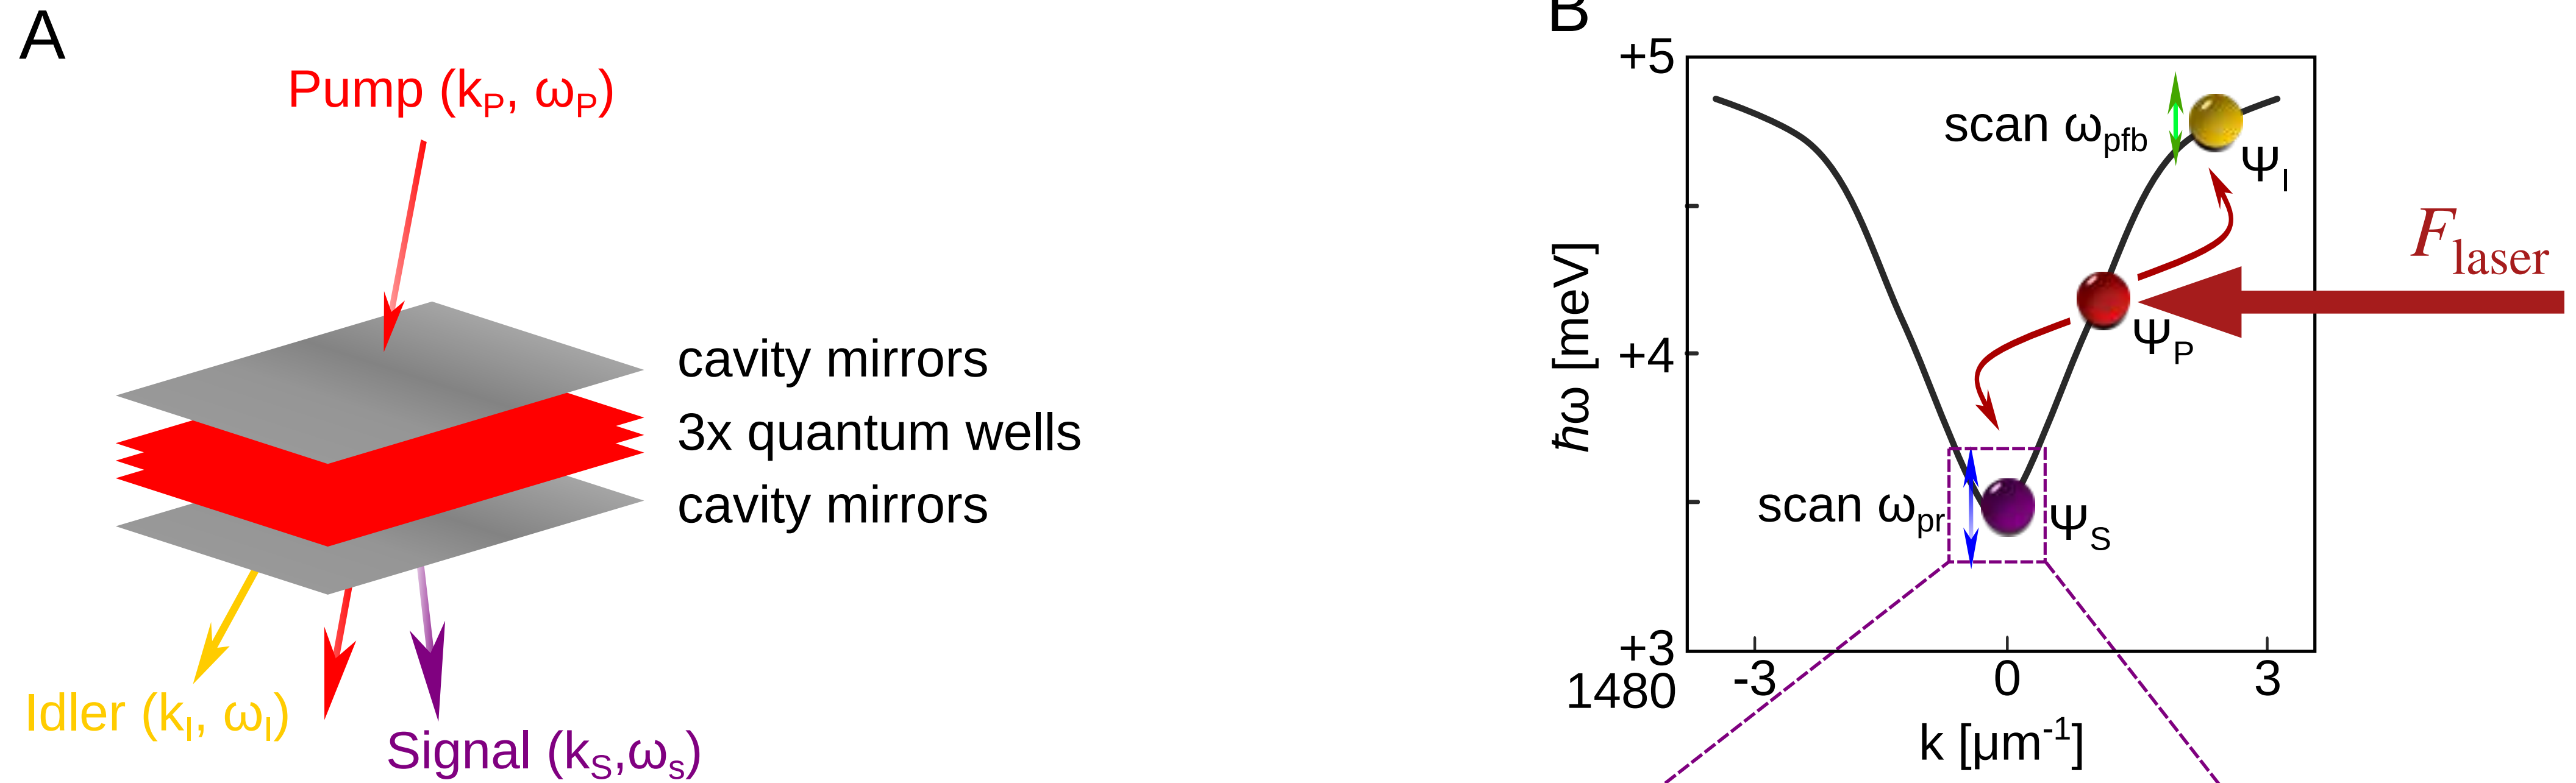 A
Pump (kP, ωP)
cavity mirrors
3x quantum wells
cavity mirrors
Idler (kI, ωI)
Signal (kS,ωs)
B
+5
scan ωpfb
ΨI
Flaser
ħω [meV]
+4
ΨP
scan ωpr
ΨS
+3
1480
-3
0
3
k [μm-1]